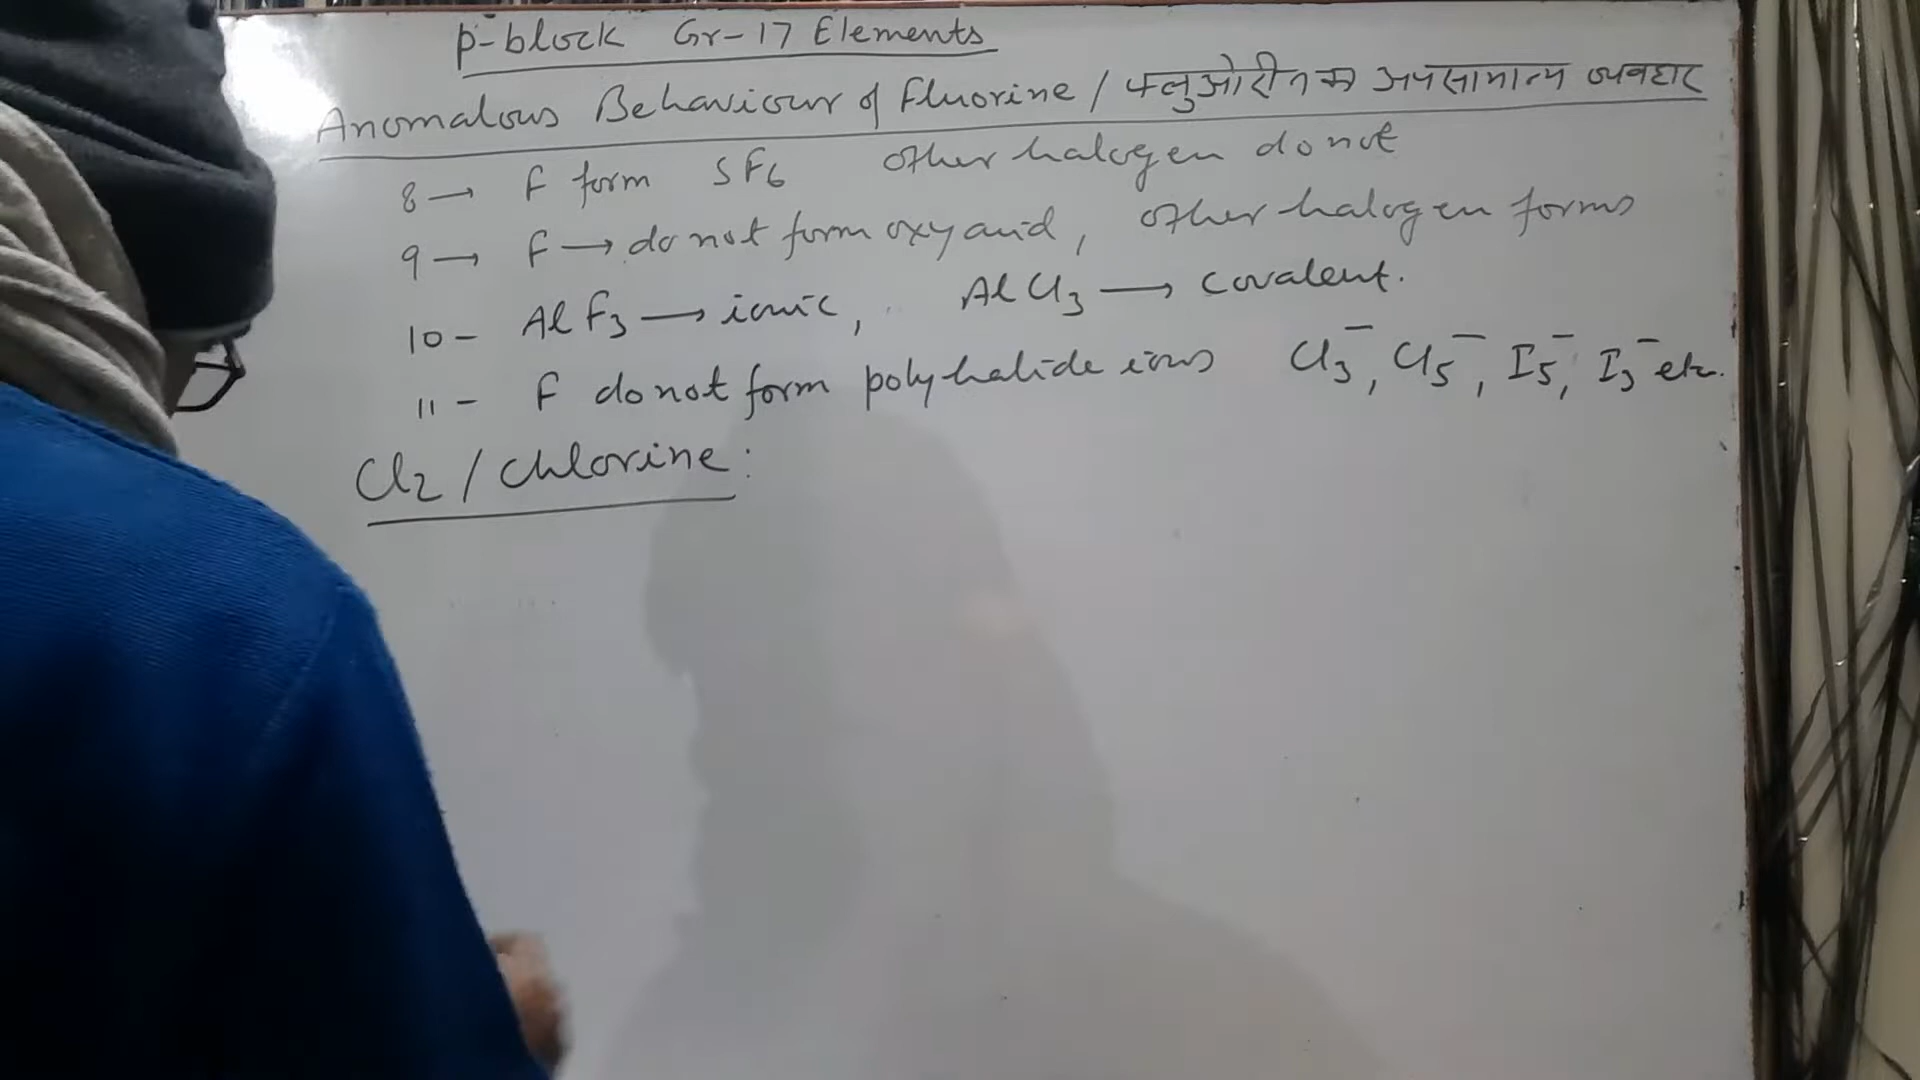 p-block Gr-17 Elements
Anomalous Behaviour of Fluorine / फ्लुओरीन का अपसामान्य व्यवहार
8 → F form SF6 other halogen do not
9 → F → do not form oxyacid, other halogen forms
10 - AlF3 → ionic, AlCl3 → covalent.
11 - F do not form polyhalide ions Cl3⁻, Cl5⁻, I5⁻, I3⁻ etc.
Cl2 / Chlorine: